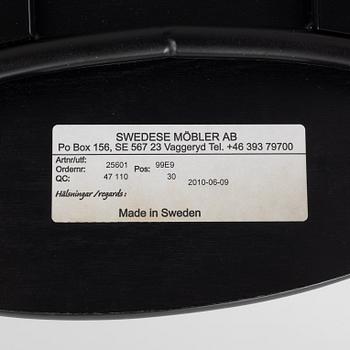 SWEDESE MÖBLER AB
Po Box 156, SE 567 23 Vaggeryd Tel. +46 393 79700
Artnr/utf: 25601 Pos: 99E9
Ordernr:
QC: 47 110 30 2010-06-09
Hälsningar/regards:
Made in Sweden